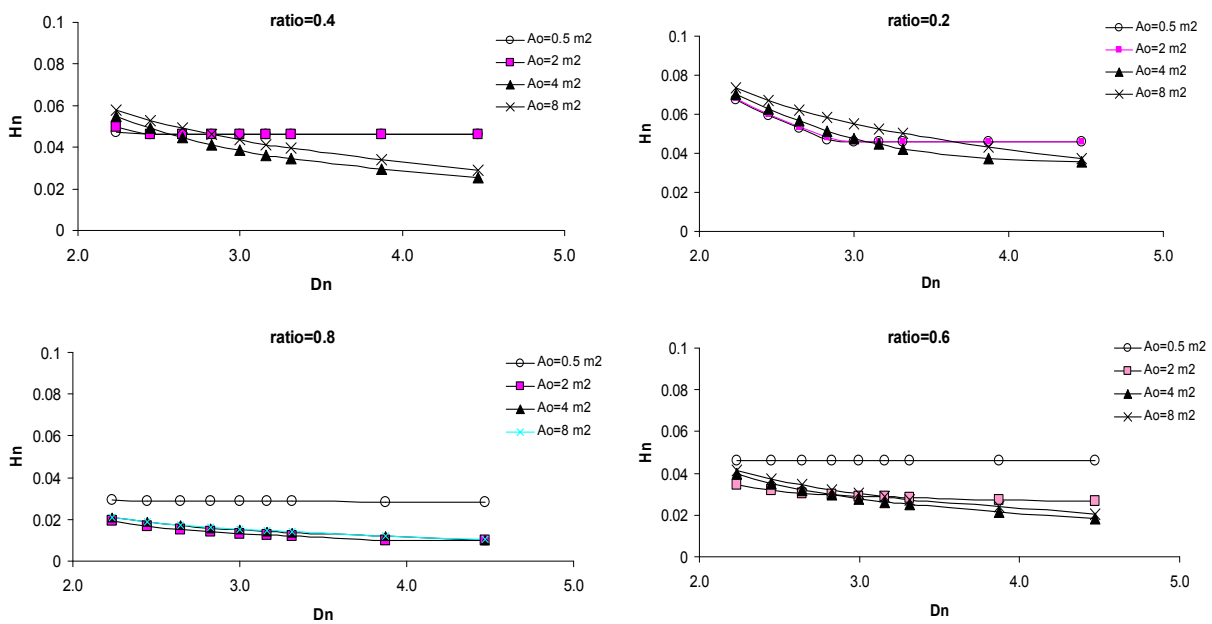 ratio=0.4
Hn
0.1
0.08
0.06
0.04
0.02
0
2.0 3.0 4.0 5.0
Dn
Ao=0.5 m2
Ao=2 m2
Ao=4 m2
Ao=8 m2
ratio=0.2
Hn
0.1
0.08
0.06
0.04
0.02
0
2.0 3.0 4.0 5.0
Dn
Ao=0.5 m2
Ao=2 m2
Ao=4 m2
Ao=8 m2
ratio=0.8
Hn
0.1
0.08
0.06
0.04
0.02
0
2.0 3.0 4.0 5.0
Dn
Ao=0.5 m2
Ao=2 m2
Ao=4 m2
Ao=8 m2
ratio=0.6
Hn
0.1
0.08
0.06
0.04
0.02
0
2.0 3.0 4.0 5.0
Dn
Ao=0.5 m2
Ao=2 m2
Ao=4 m2
Ao=8 m2